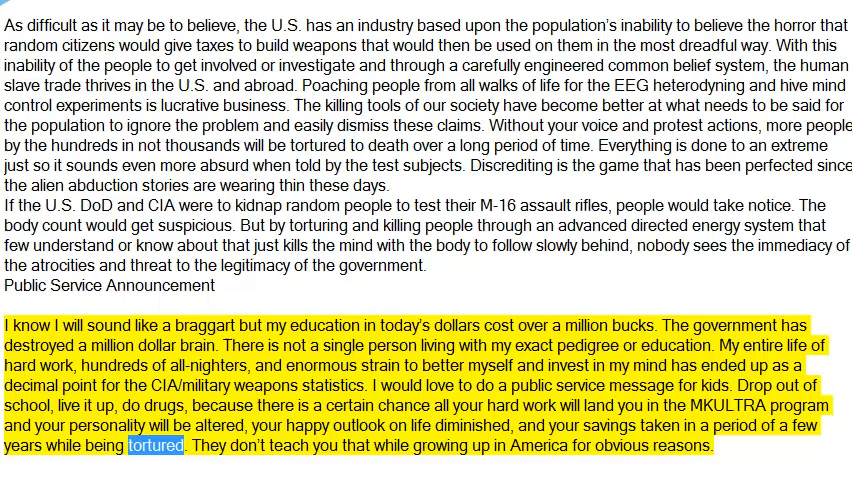 As difficult as it may be to believe, the U.S. has an industry based upon the population's inability to believe the horror that
random citizens would give taxes to build weapons that would then be used on them in the most dreadful way. With this
inability of the people to get involved or investigate and through a carefully engineered common belief system, the human
slave trade thrives in the U.S. and abroad. Poaching people from all walks of life for the EEG heterodyning and hive mind
control experiments is lucrative business. The killing tools of our society have become better at what needs to be said for
the population to ignore the problem and easily dismiss these claims. Without your voice and protest actions, more people
by the hundreds in not thousands will be tortured to death over a long period of time. Everything is done to an extreme
just so it sounds even more absurd when told by the test subjects. Discrediting is the game that has been perfected since
the alien abduction stories are wearing thin these days.
If the U.S. DoD and CIA were to kidnap random people to test their M-16 assault rifles, people would take notice. The
body count would get suspicious. But by torturing and killing people through an advanced directed energy system that
few understand or know about that just kills the mind with the body to follow slowly behind, nobody sees the immediacy of
the atrocities and threat to the legitimacy of the government.
Public Service Announcement
I know I will sound like a braggart but my education in today's dollars cost over a million bucks. The government has
destroyed a million dollar brain. There is not a single person living with my exact pedigree or education. My entire life of
hard work, hundreds of all-nighters, and enormous strain to better myself and invest in my mind has ended up as a
decimal point for the CIA/military weapons statistics. I would love to do a public service message for kids. Drop out of
school, live it up, do drugs, because there is a certain chance all your hard work will land you in the MKULTRA program
and your personality will be altered, your happy outlook on life diminished, and your savings taken in a period of a few
years while being tortured. They don't teach you that while growing up in America for obvious reasons.